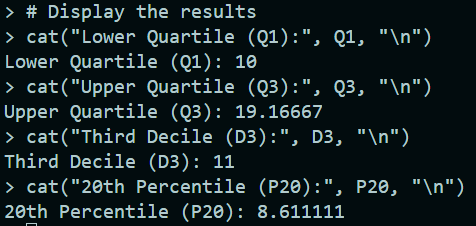 > # Display the results
> cat("Lower Quartile (Q1):", Q1, "\n")
Lower Quartile (Q1): 10
> cat("Upper Quartile (Q3):", Q3, "\n")
Upper Quartile (Q3): 19.16667
> cat("Third Decile (D3):", D3, "\n")
Third Decile (D3): 11
> cat("20th Percentile (P20):", P20, "\n")
20th Percentile (P20): 8.611111